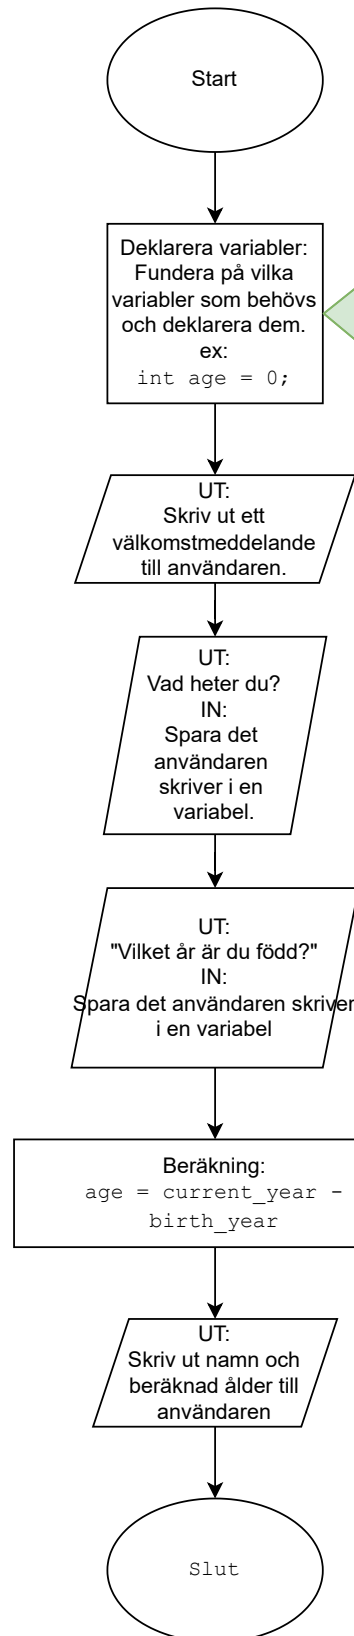 Start
Deklarera variabler:
Fundera på vilka
variabler som behövs
och deklarera dem.
ex:
int age = 0;
UT:
Skriv ut ett
välkomstmeddelande
till användaren.
UT:
Vad heter du?
IN:
Spara det
användaren
skriver i en
variabel.
UT:
"Vilket år är du född?"
IN:
Spara det användaren skriver
i en variabel
Beräkning:
age = current_year -
birth_year
UT:
Skriv ut namn och
beräknad ålder till
användaren
Slut